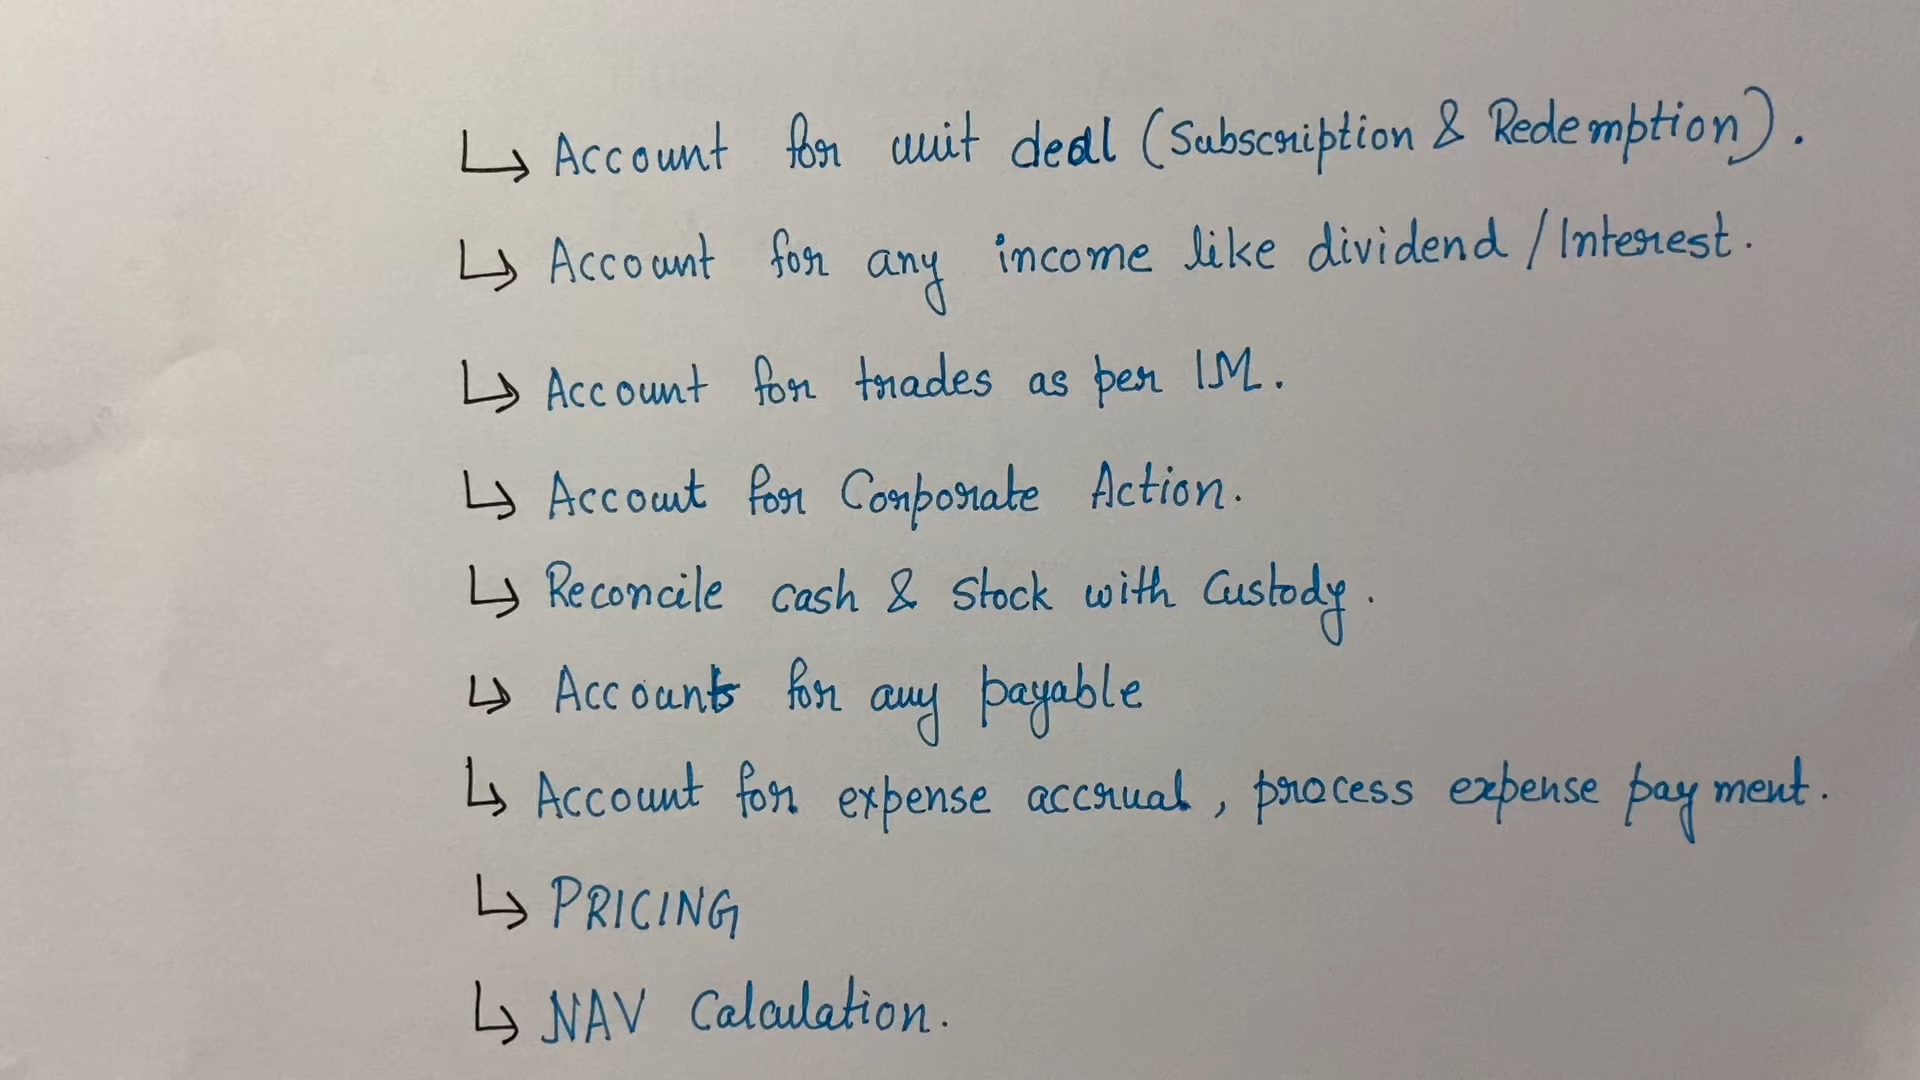 ↳ Account for unit deal (Subscription & Redemption).
↳ Account for any income like dividend / Interest.
↳ Account for trades as per IM.
↳ Account for Corporate Action.
↳ Reconcile cash & stock with Custody.
↳ Accounts for any payable
↳ Account for expense accrual, process expense payment.
↳ PRICING
↳ NAV Calculation.